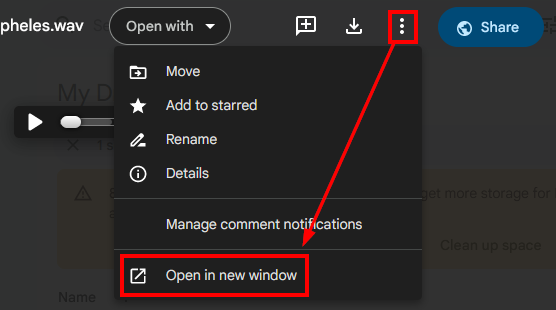 pheles.wav
Open with
Share
Move
Add to starred
Rename
Details
Manage comment notifications
Open in new window
My D
1 s
get more storage for
Clean up space
Name